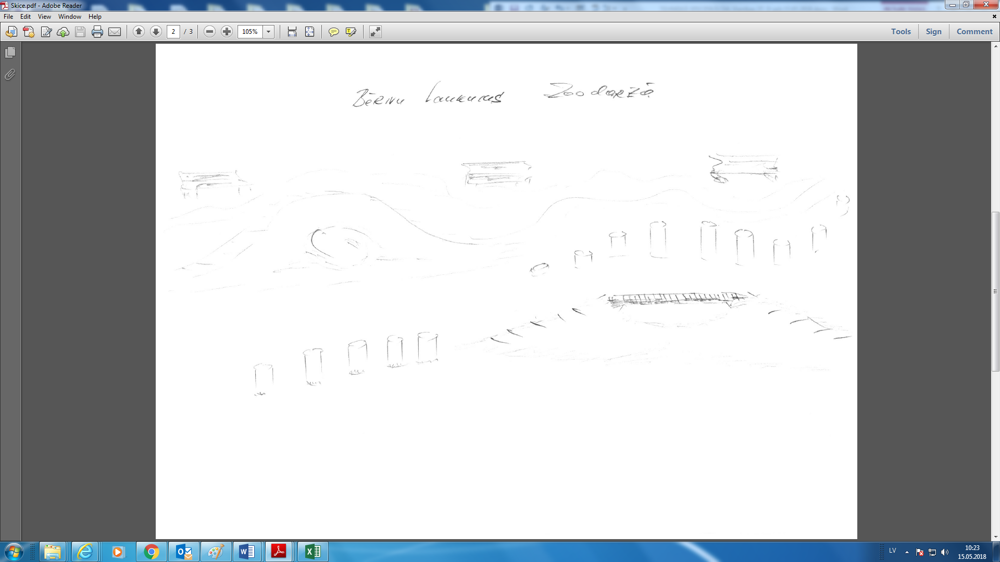 Skice.pdf - Adobe Reader
File Edit View Window Help
2 / 3 105% Tools Sign Comment
Bērnu Laukums Zoodārzā
LV 10:23
15.05.2018